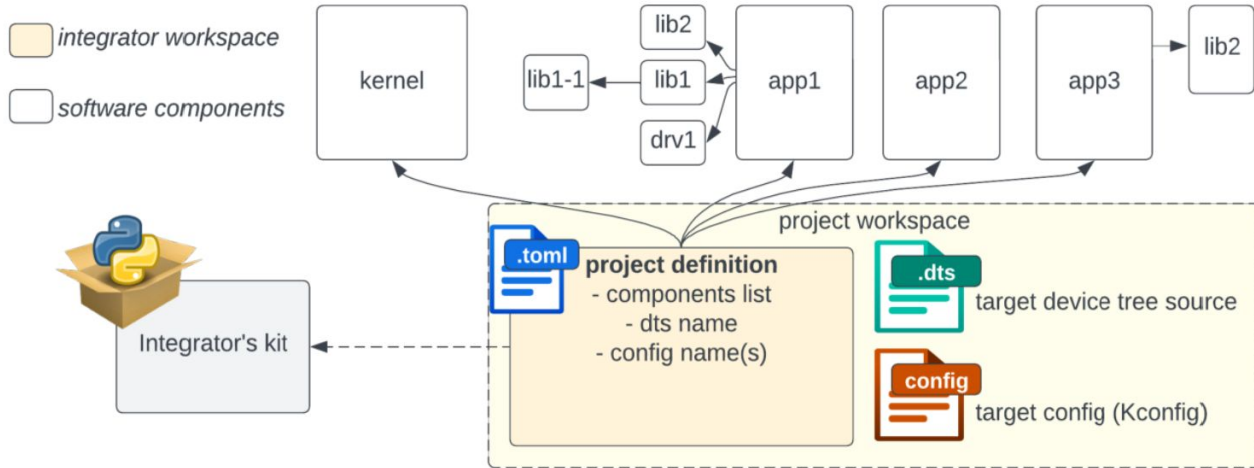 integrator workspace
software components
kernel
lib2
lib1-1
lib1
drv1
app1
app2
app3
lib2
project workspace
.toml
project definition
- components list
- dts name
- config name(s)
.dts
target device tree source
config
target config (Kconfig)
Integrator's kit